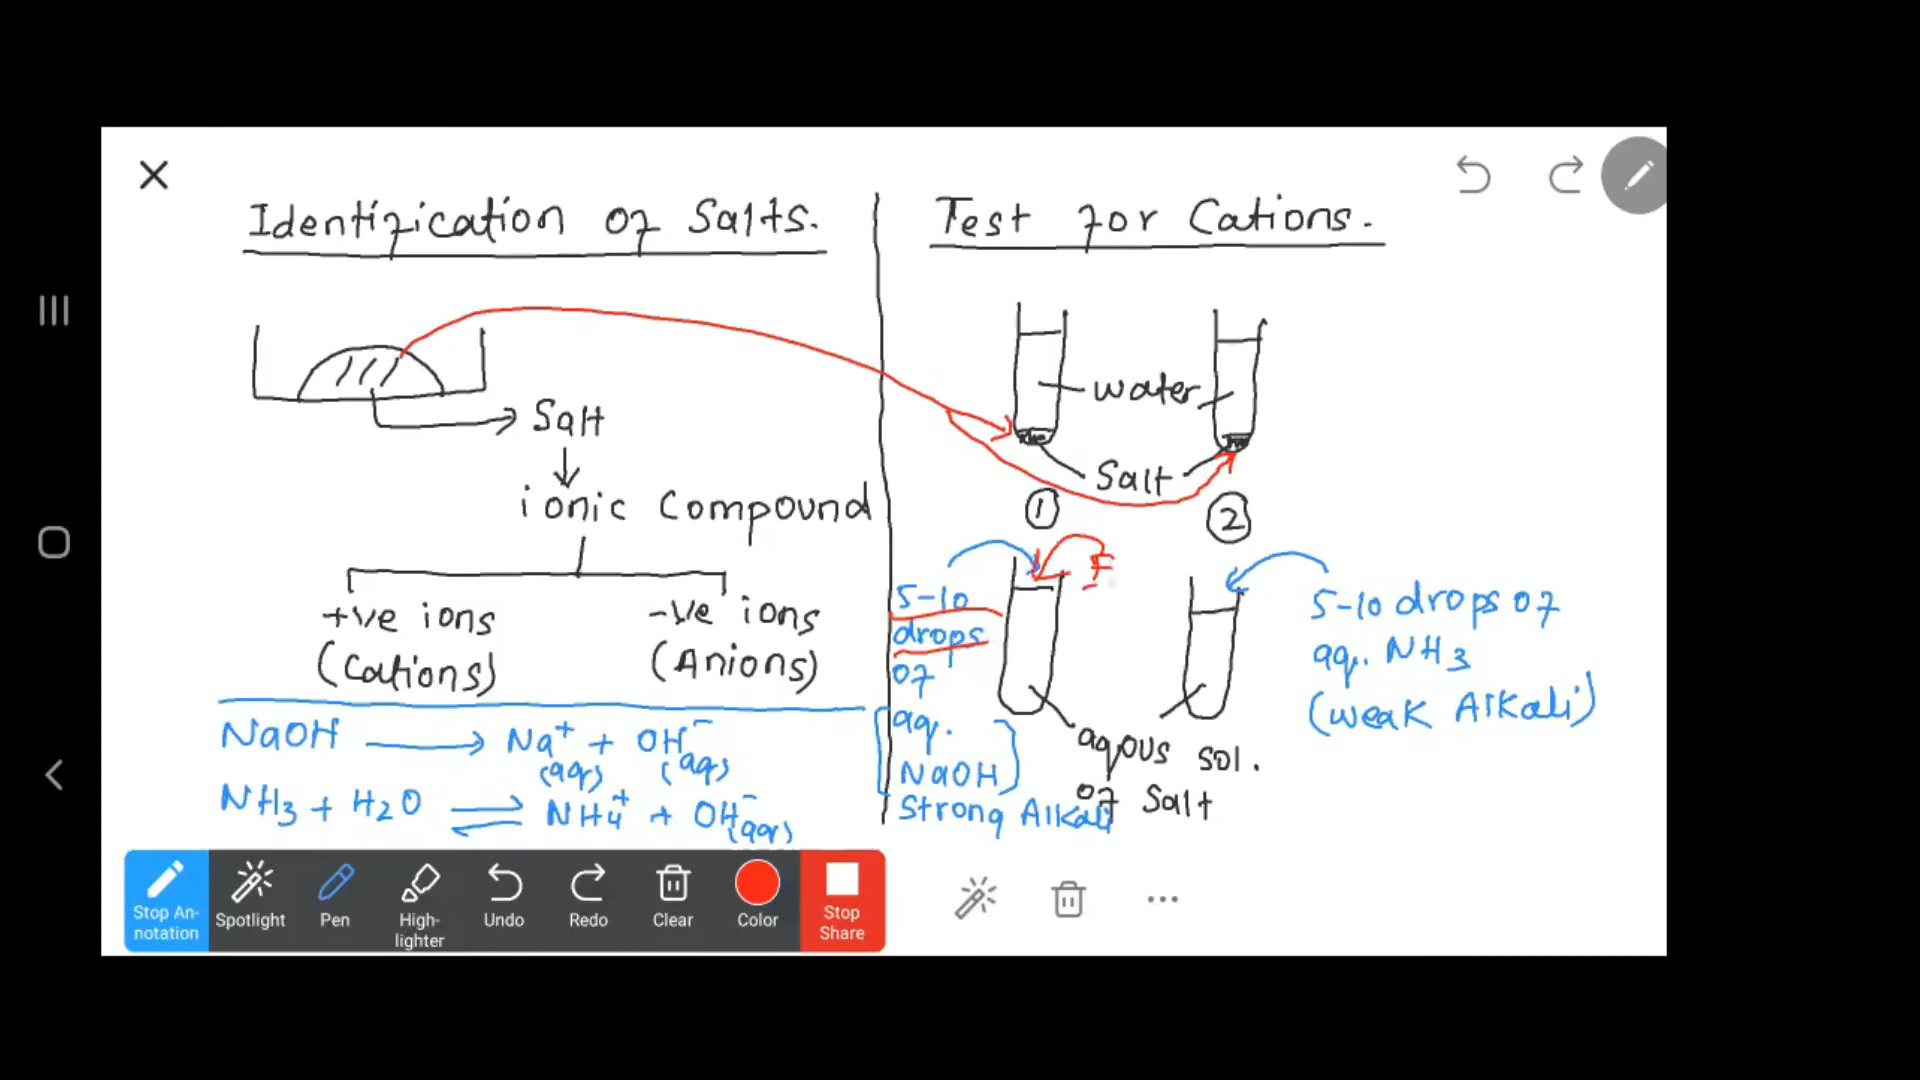 Identification of Salts.
Salt
ionic Compound
+ve ions
(Cations)
-ve ions
(Anions)
NaOH → Na+(aq) + OH-(aq)
NH3 + H2O ⇌ NH4+ + OH-(aq)
Test for Cations.
water
Salt
1
2
5-10
drops
of
aq.
NaOH
Strong Alkali
F
aqous sol.
of Salt
5-10 drops of
aq. NH3
(weak Alkali)
Stop An-
notation
Spotlight
Pen
High-
lighter
Undo
Redo
Clear
Color
Stop
Share